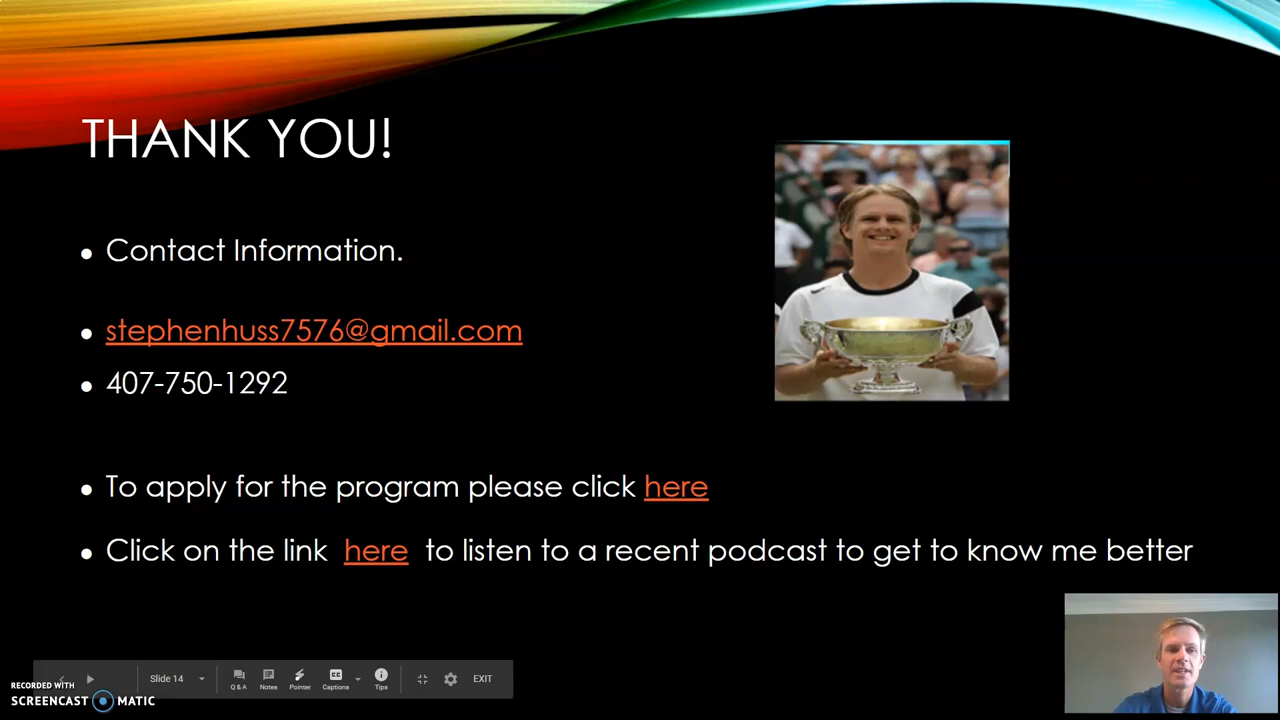 THANK YOU!
Contact Information.
stephenhuss7576@gmail.com
407-750-1292
To apply for the program please click here
Click on the link here to listen to a recent podcast to get to know me better
Slide 14
Q & A
Notes
Pointer
Captions
Tips
EXIT
RECORDED WITH
SCREENCAST MATIC